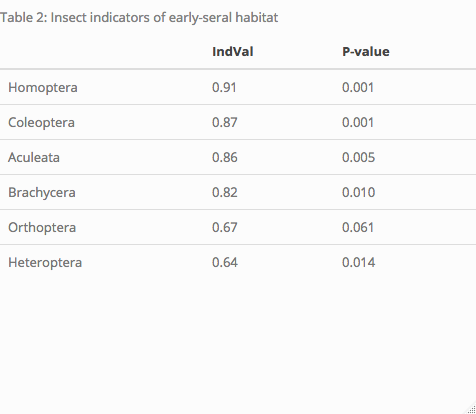 Table 2: Insect indicators of early-seral habitat
IndVal P-value
Homoptera 0.91 0.001
Coleoptera 0.87 0.001
Aculeata 0.86 0.005
Brachycera 0.82 0.010
Orthoptera 0.67 0.061
Heteroptera 0.64 0.014